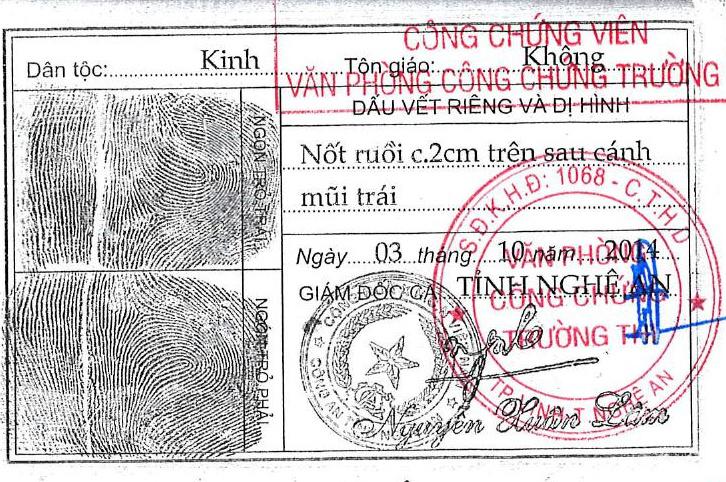 CÔNG CHỨNG VIÊN
VĂN PHÒNG CÔNG CHỨNG TRƯỜNG
Dân tộc: Kinh Tôn giáo: Không
DẤU VẾT RIÊNG VÀ DỊ HÌNH
NGÓN TRỎ TRÁI
Nốt ruồi c.2cm trên sau cánh
mũi trái
Ngày 03 tháng 10 năm 2014
GIÁM ĐỐC CA TỈNH NGHỆ AN
NGÓN TRỎ PHẢI
S.Đ.K.H.Đ: 1068 - C.T.H.D
VĂN PHÒNG
CÔNG CHỨNG
TRƯỜNG THI
TP. VINH, T NGHỆ AN
Nguyễn Xuân Lâm